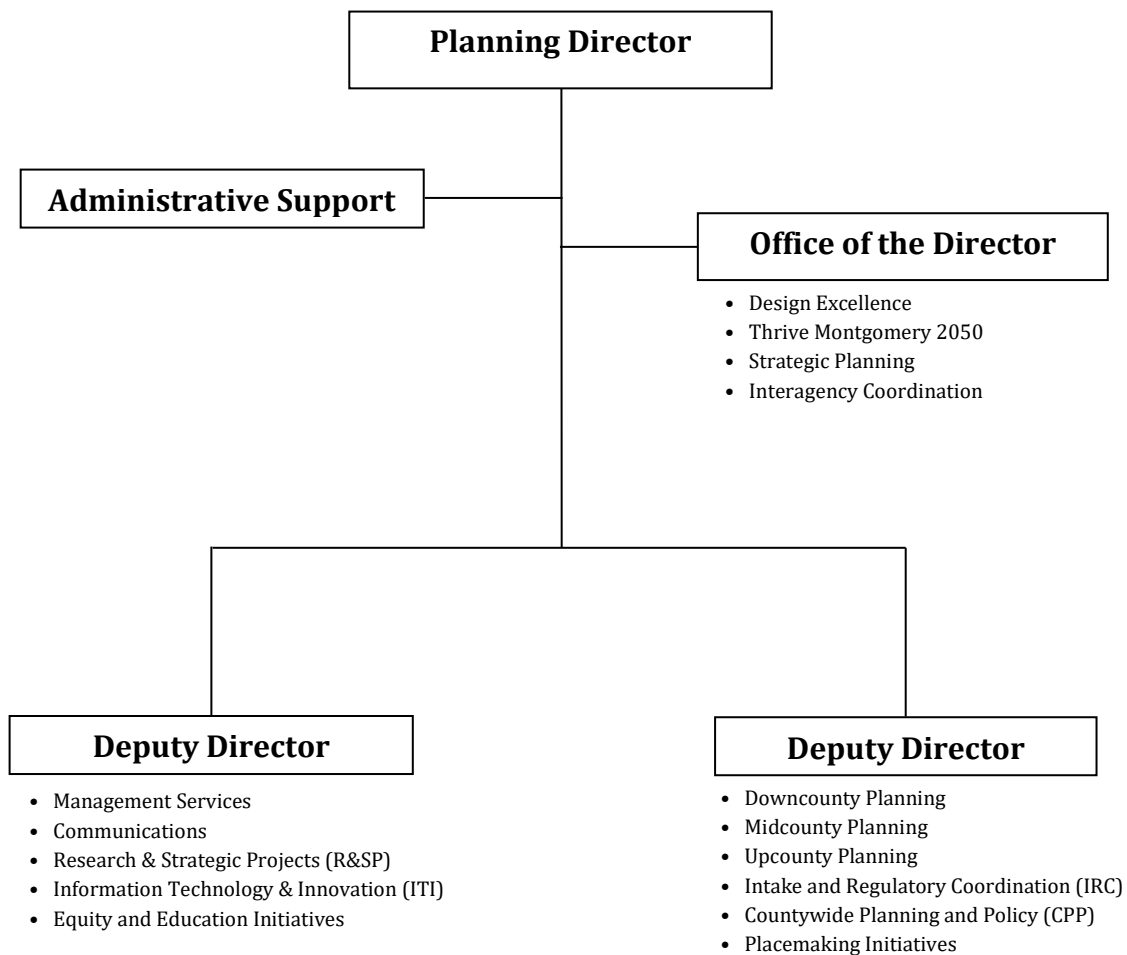 Planning Director
Administrative Support
Office of the Director
• Design Excellence
• Thrive Montgomery 2050
• Strategic Planning
• Interagency Coordination
Deputy Director
• Management Services
• Communications
• Research & Strategic Projects (R&SP)
• Information Technology & Innovation (ITI)
• Equity and Education Initiatives
Deputy Director
• Downcounty Planning
• Midcounty Planning
• Upcounty Planning
• Intake and Regulatory Coordination (IRC)
• Countywide Planning and Policy (CPP)
• Placemaking Initiatives